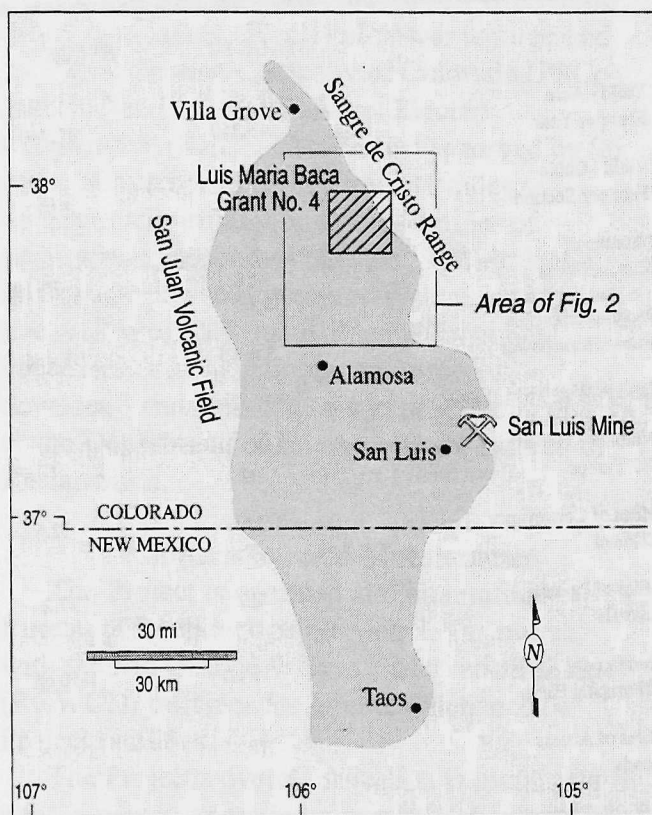 Villa Grove
Sangre de Cristo Range
38°
Luis Maria Baca
Grant No. 4
San Juan Volcanic Field
Area of Fig. 2
Alamosa
San Luis Mine
San Luis
37°
COLORADO
NEW MEXICO
30 mi
30 km
N
Taos
107°
106°
105°